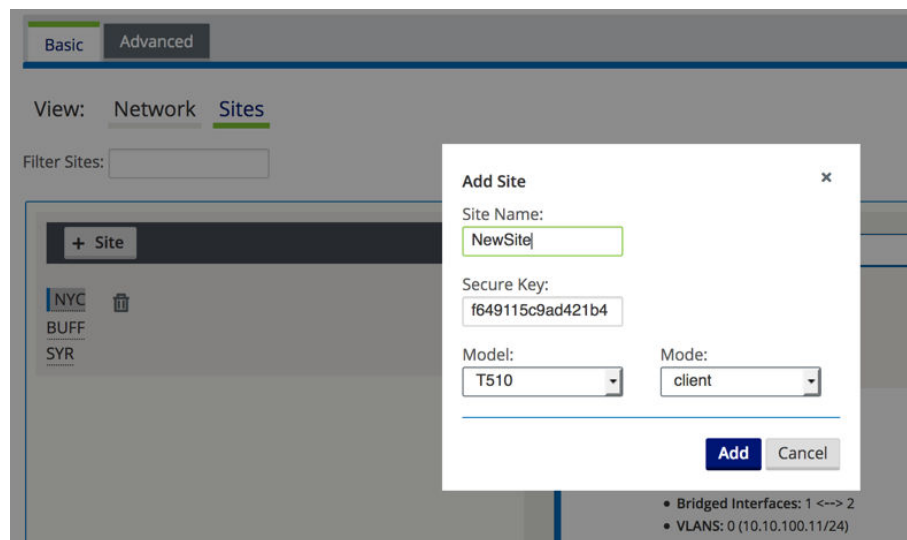 Basic Advanced
View: Network Sites
Filter Sites:
Add Site ×
Site Name:
+ Site
NewSite
Secure Key:
NYC
f649115c9ad421b4
BUFF
SYR
Model: Mode:
T510 client
Add Cancel
• Bridged Interfaces: 1 <--> 2
• VLANS: 0 (10.10.100.11/24)